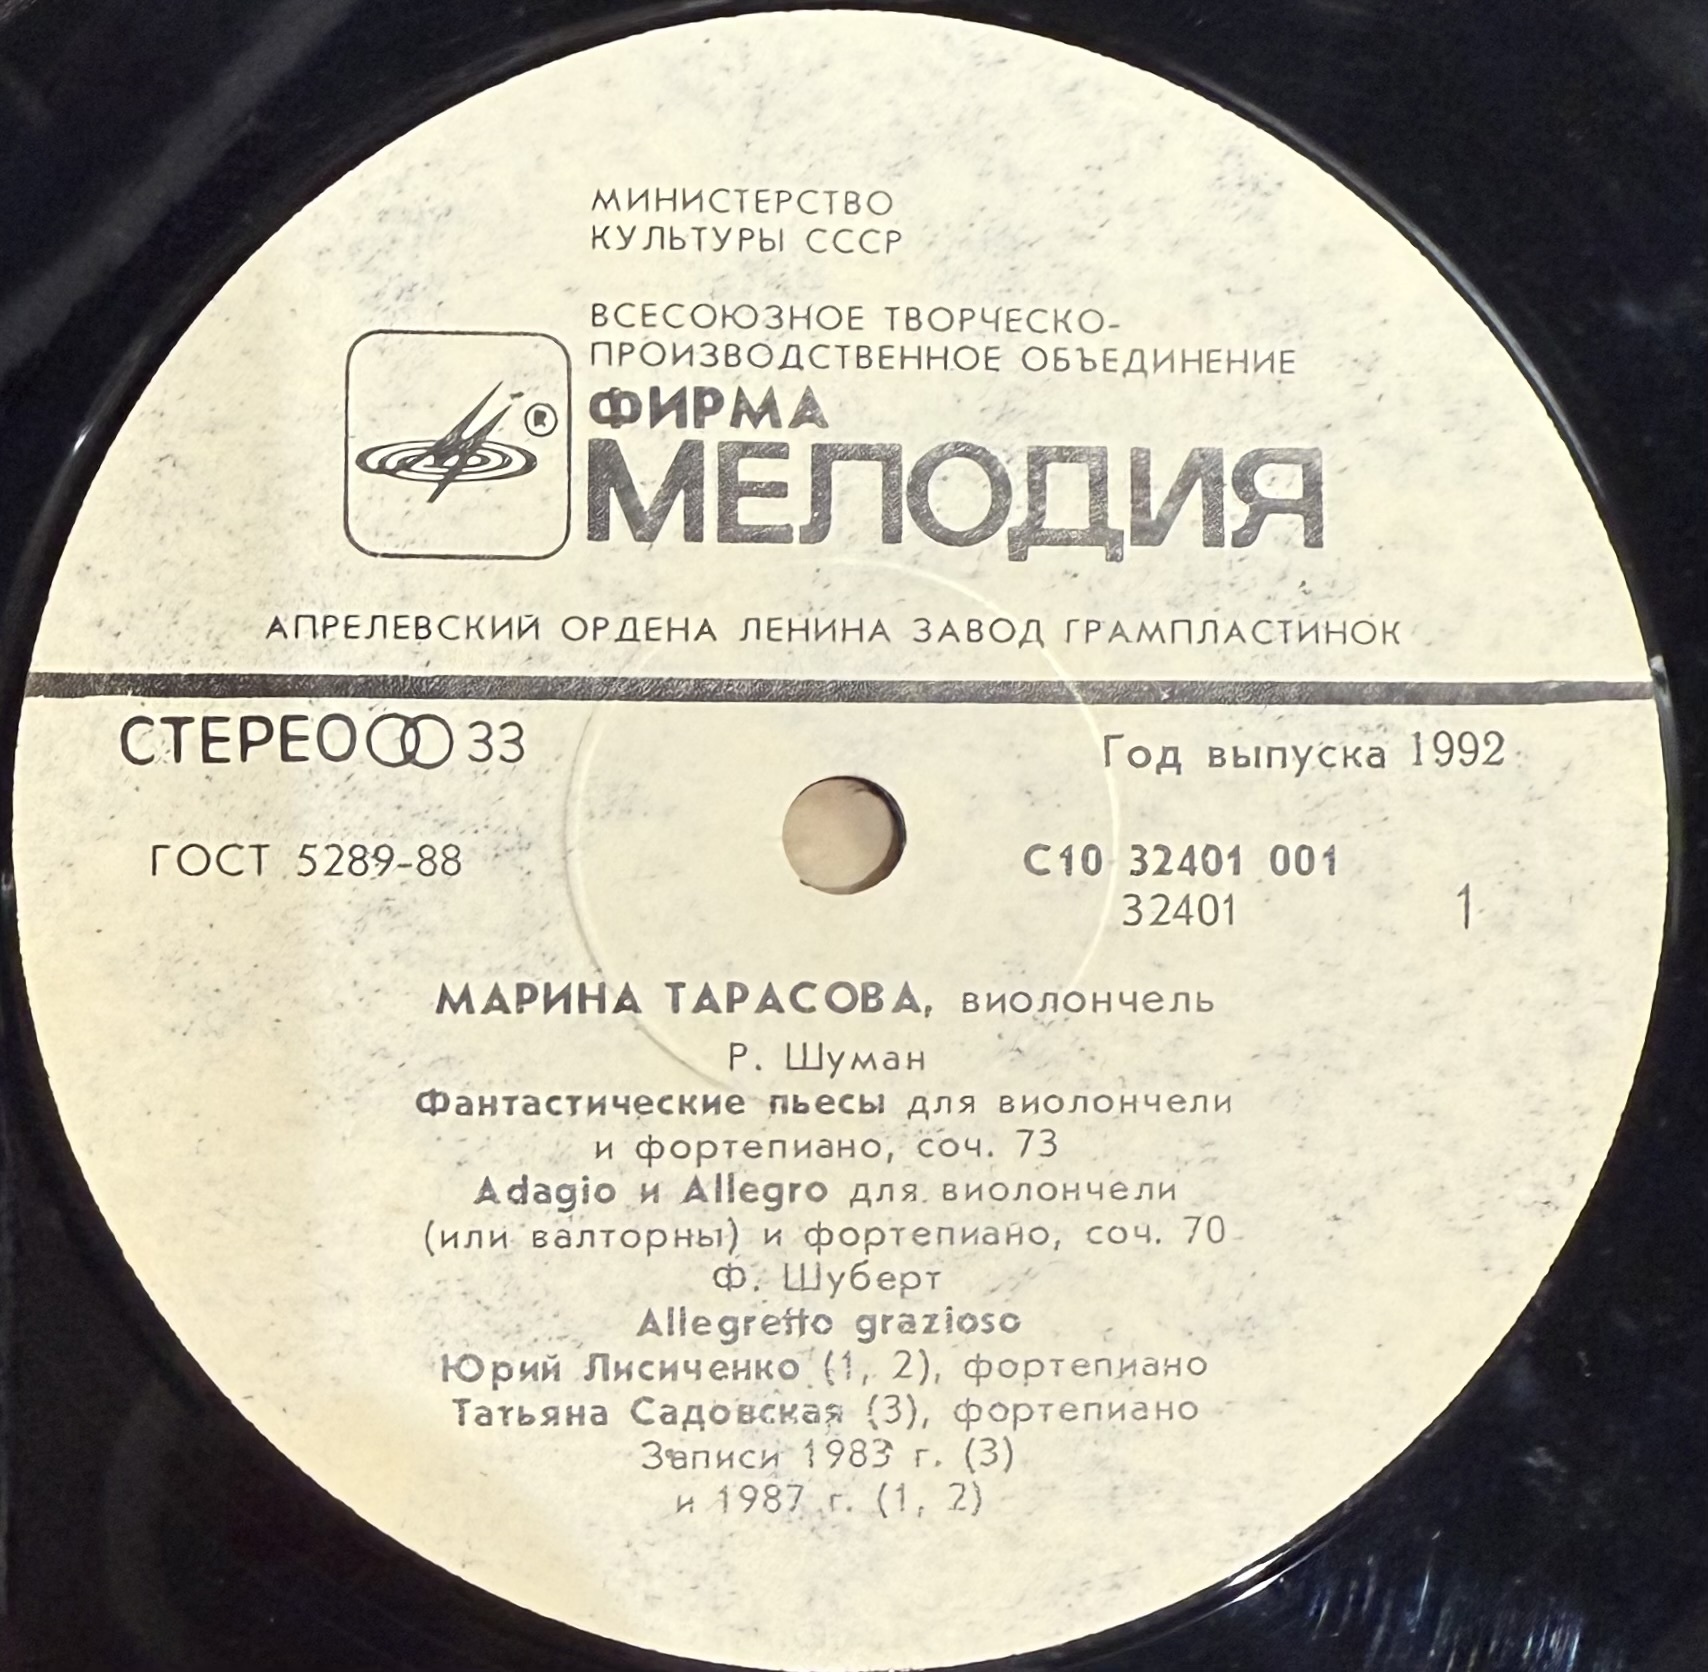 МИНИСТЕРСТВО
КУЛЬТУРЫ СССР
ВСЕСОЮЗНОЕ ТВОРЧЕСКО-
ПРОИЗВОДСТВЕННОЕ ОБЪЕДИНЕНИЕ
ФИРМА
МЕЛОДИЯ
®
АПРЕЛЕВСКИЙ ОРДЕНА ЛЕНИНА ЗАВОД ГРАМПЛАСТИНОК
СТЕРЕО 33
Год выпуска 1992
ГОСТ 5289-88
С10 32401 001
32401 1
МАРИНА ТАРАСОВА, виолончель
Р. Шуман
Фантастические пьесы для виолончели
и фортепиано, соч. 73
Adagio и Allegro для виолончели
(или валторны) и фортепиано, соч. 70
Ф. Шуберт
Allegretto grazioso
Юрий Лисиченко (1, 2), фортепиано
Татьяна Садовская (3), фортепиано
Записи 1983 г. (3)
и 1987 г. (1, 2)